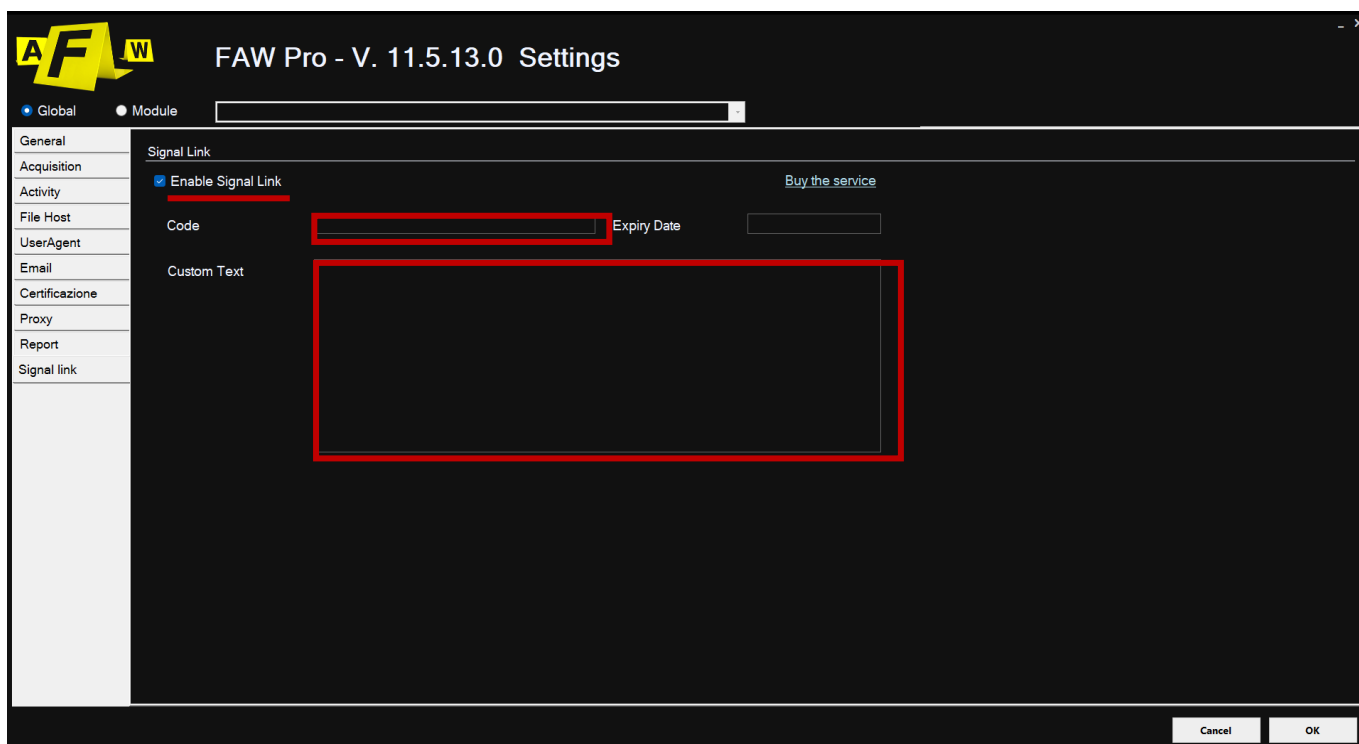 A F W
FAW Pro - V. 11.5.13.0 Settings
Global Module
General
Acquisition
Activity
File Host
UserAgent
Email
Certificazione
Proxy
Report
Signal link
Signal Link
Enable Signal Link Buy the service
Code Expiry Date
Custom Text
Cancel OK